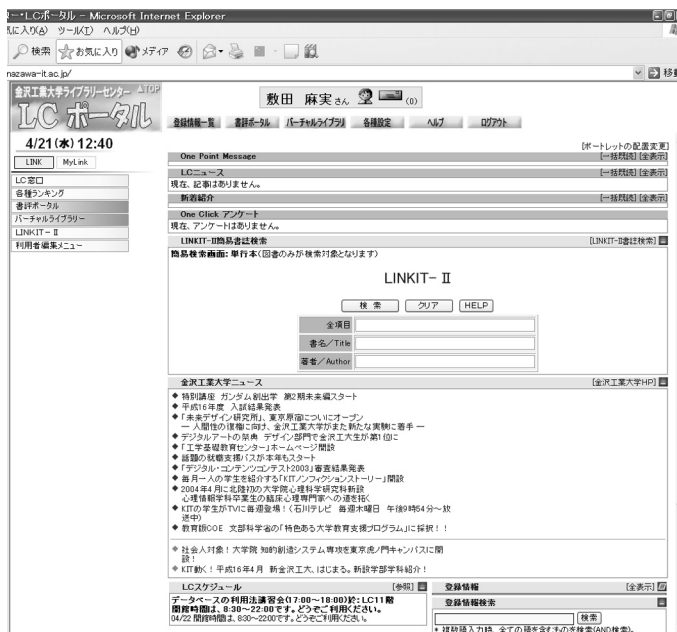 ー・LCポータル － Microsoft Internet Explorer
に入り(A) ツール(T) ヘルプ(H)
検索 お気に入り メディア
nazawa-it.ac.jp/
移
金沢工業大学ライブラリーセンター ▲TOP
LC ポータル
敷田 麻実さん (0)
登録情報一覧 書評ポータル バーチャルライブラリ 各種設定 ヘルプ ログアウト
4/21(水) 12:40
LINK MyLink
LC窓口
各種ランキング
書評ポータル
バーチャルライブラリー
LINKIT－Ⅱ
利用者編集メニュー
[ポートレットの配置変更]
One Point Message [一括既読] [全表示]
LCニュース [一括既読] [全表示]
現在、記事はありません。
新着紹介 [一括既読] [全表示]
One Click アンケート
現在、アンケートはありません。
LINKIT-Ⅱ簡易書誌検索 [LINKIT-Ⅱ書誌検索]
簡易検索画面: 単行本(図書のみが検索対象となります)
LINKIT－ Ⅱ
検 索 クリア HELP
全項目
書名／Title
著者／Author
金沢工業大学ニュース [金沢工業大学HP]
◆ 特別講座 ガンダム創出学 第2期未来編スタート
◆ 平成16年度 入試結果発表
◆ 「未来デザイン研究所」、東京原宿についにオープン
― 人間性の復権に向け、金沢工業大学がまた新たな実験に着手 ―
◆ デジタルアートの祭典 デザイン部門で金沢工大生が第1位に
◆ 「工学基礎教育センター」ホームページ開設
◆ 話題の就職支援バスが本年もスタート
◆ 「デジタル・コンテンツコンテスト2003」審査結果発表
◆ 毎月一人の学生を紹介する「KITノンフィクションストーリー」開設
◆ 2004年4月に北陸初の大学院心理科学研究科新設
心理情報学科卒業生の臨床心理専門家への道を拓く
◆ KITの学生がTVに毎週登場！(石川テレビ 毎週木曜日 午後9時54分～放
送中)
◆ 教育版COE 文部科学省の「特色ある大学教育支援プログラム」に採択！！
◆ 社会人対象！大学院 知的創造システム専攻を東京虎ノ門キャンパスに開
設！
◆ KIT動く！平成16年4月 新金沢工大、はじまる。新設学部学科紹介！
LCスケジュール [参照]
データベースの利用法講習会(17:00～18:00)於：LC11階
開館時間は、8:30～22:00です。どうぞご利用ください。
04/22 開館時間は、8:30～22:00です。どうぞご利用ください。
登録情報 [全表示]
登録情報検索
検索
* 複数語入力時、全ての語を含むものを検索(AND検索)。